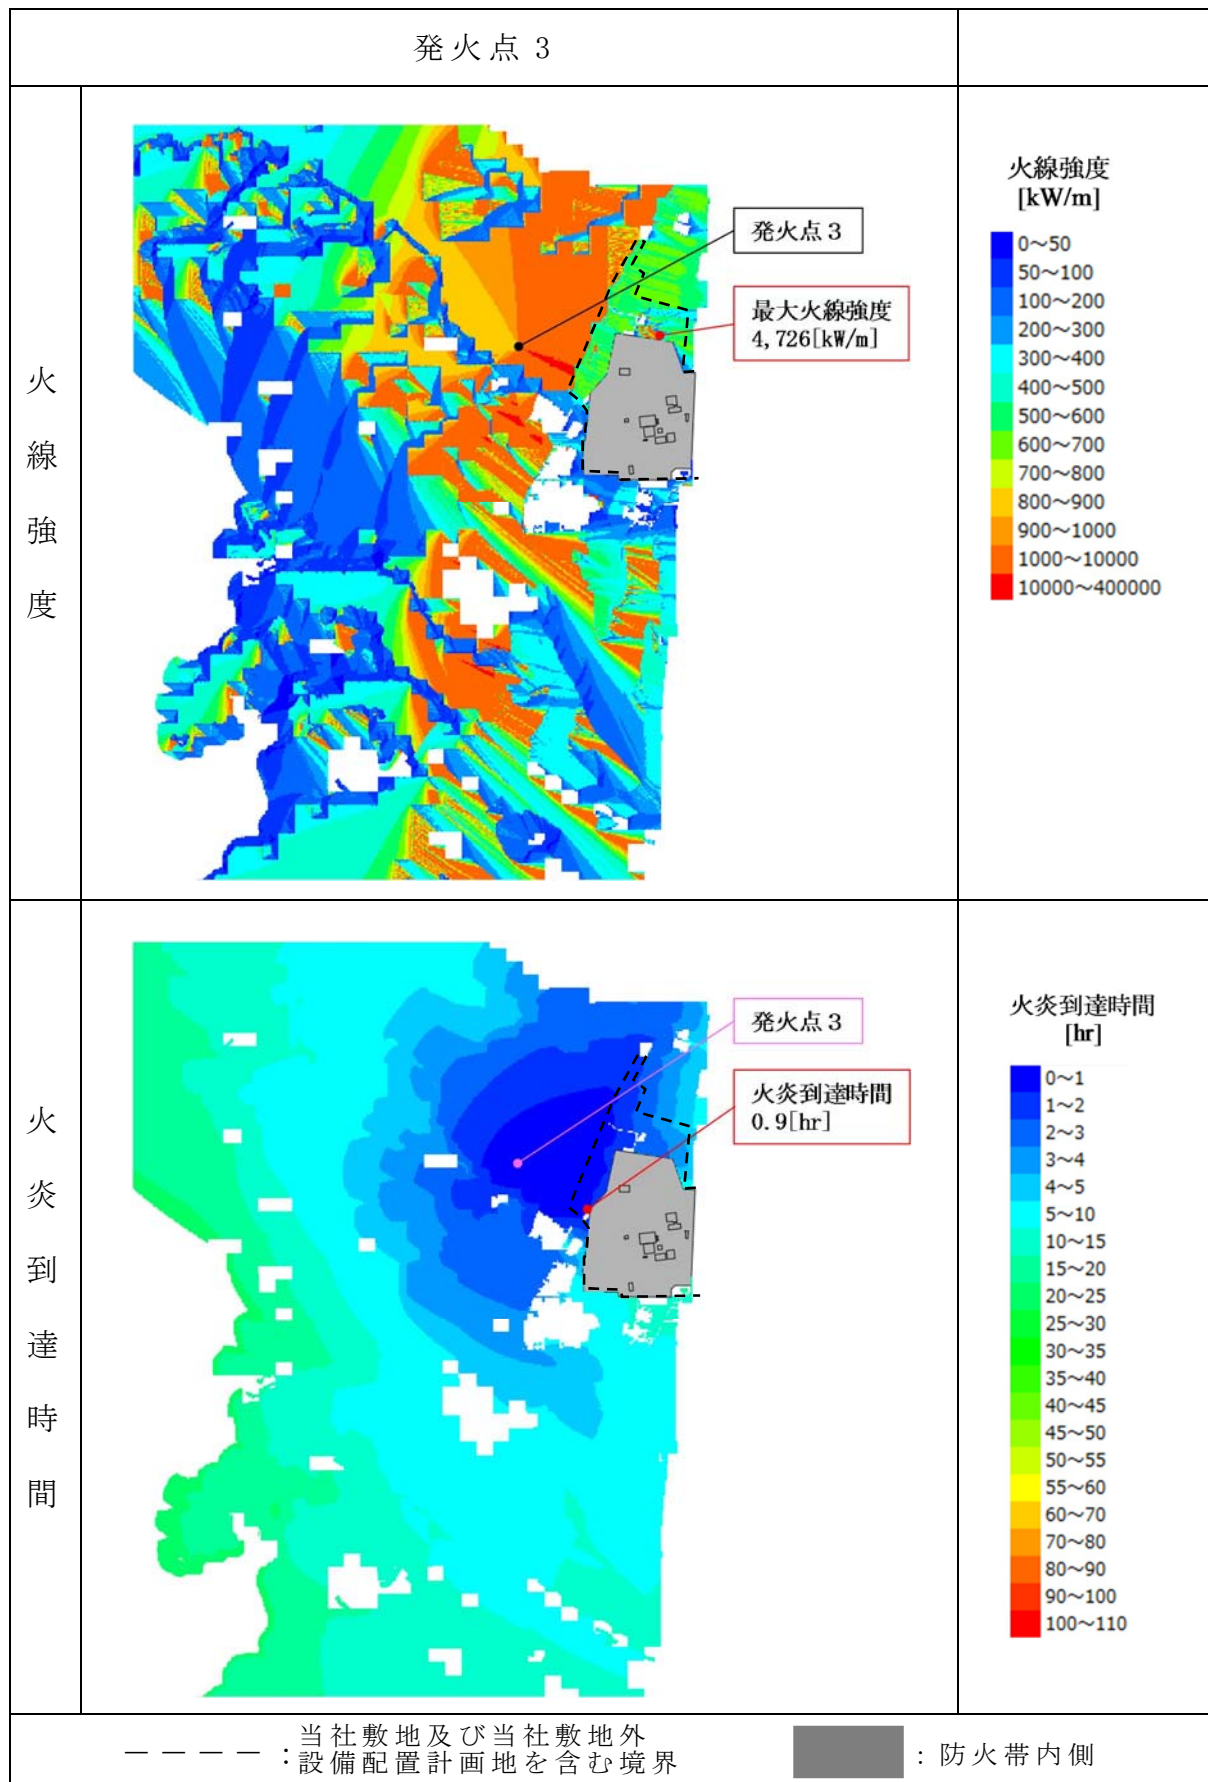 発火点 3
火線強度
発火点３
最大火線強度
4,726[kW/m]
火線強度
[kW/m]
0～50
50～100
100～200
200～300
300～400
400～500
500～600
600～700
700～800
800～900
900～1000
1000～10000
10000～400000
火炎到達時間
発火点３
火炎到達時間
0.9[hr]
火炎到達時間
[hr]
0～1
1～2
2～3
3～4
4～5
5～10
10～15
15～20
20～25
25～30
30～35
35～40
40～45
45～50
50～55
55～60
60～70
70～80
80～90
90～100
100～110
：当社敷地及び当社敷地外
設備配置計画地を含む境界
：防火帯内側